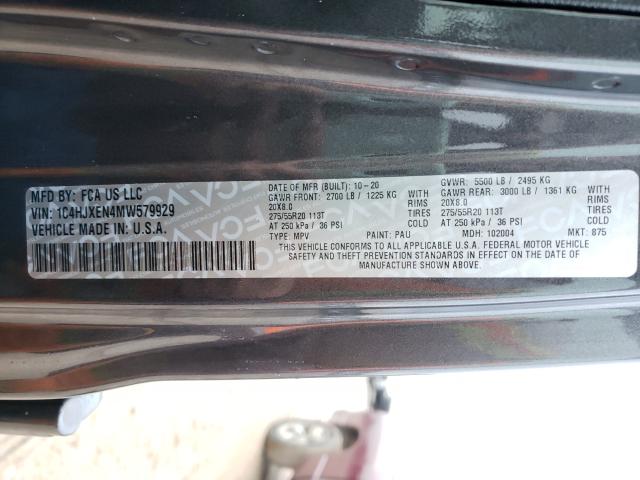 MFD BY: FCA US LLC
VIN: 1C4HJXEN4MW579929
VEHICLE MADE IN: U.S.A.
DATE OF MFR (BUILT): 10-20 GVWR: 5500 LB / 2495 KG
GAWR FRONT: 2700 LB / 1225 KG WITH GAWR REAR: 3000 LB / 1361 KG WITH
20X8.0 RIMS 20X8.0 RIMS
275/55R20 113T TIRES 275/55R20 113T TIRES
AT 250 kPa / 36 PSI COLD AT 250 kPa / 36 PSI COLD
TYPE: MPV PAINT: PAU MDH: 102004 MKT: 875
THIS VEHICLE CONFORMS TO ALL APPLICABLE U.S.A. FEDERAL MOTOR VEHICLE
SAFETY AND THEFT PREVENTION STANDARDS IN EFFECT ON THE DATE OF
MANUFACTURE SHOWN ABOVE.